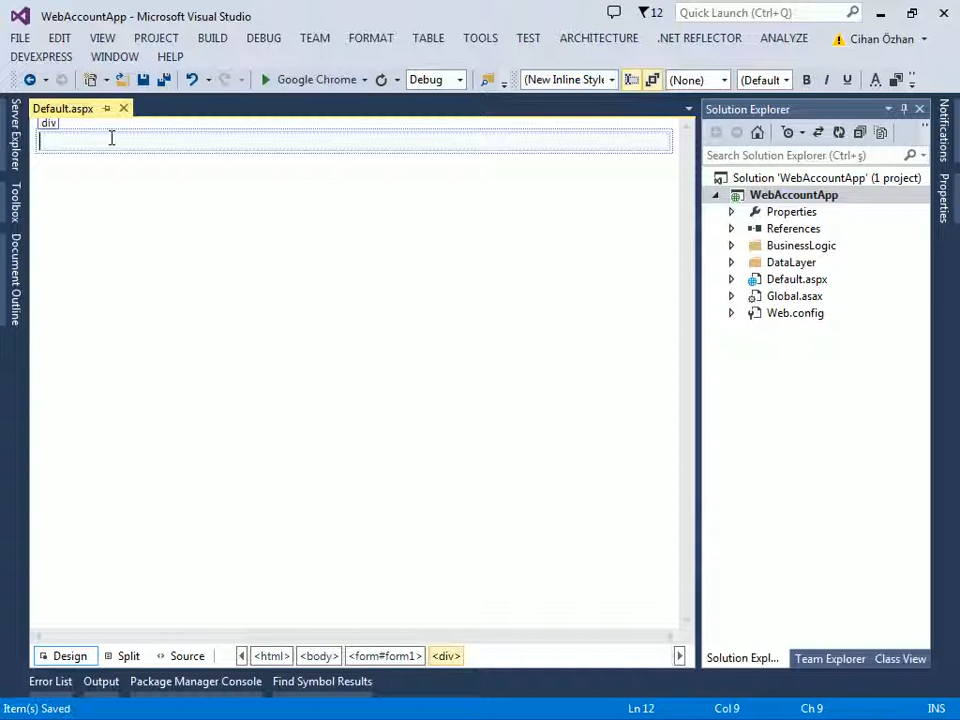 WebAccountApp - Microsoft Visual Studio
12
Quick Launch (Ctrl+Q)
FILE EDIT VIEW PROJECT BUILD DEBUG TEAM FORMAT TABLE TOOLS TEST ARCHITECTURE .NET REFLECTOR ANALYZE Cihan Özhan
DEVEXPRESS WINDOW HELP
Google Chrome Debug (New Inline Style (None) (Default B I U A
Server Explorer
Toolbox
Document Outline
Default.aspx
div
Design Split Source <html> <body> <form#form1> <div>
Solution Explorer
Search Solution Explorer (Ctrl+ş)
Solution 'WebAccountApp' (1 project)
WebAccountApp
Properties
References
BusinessLogic
DataLayer
Default.aspx
Global.asax
Web.config
Solution Expl... Team Explorer Class View
Notifications
Properties
Error List Output Package Manager Console Find Symbol Results
Item(s) Saved Ln 12 Col 9 Ch 9 INS